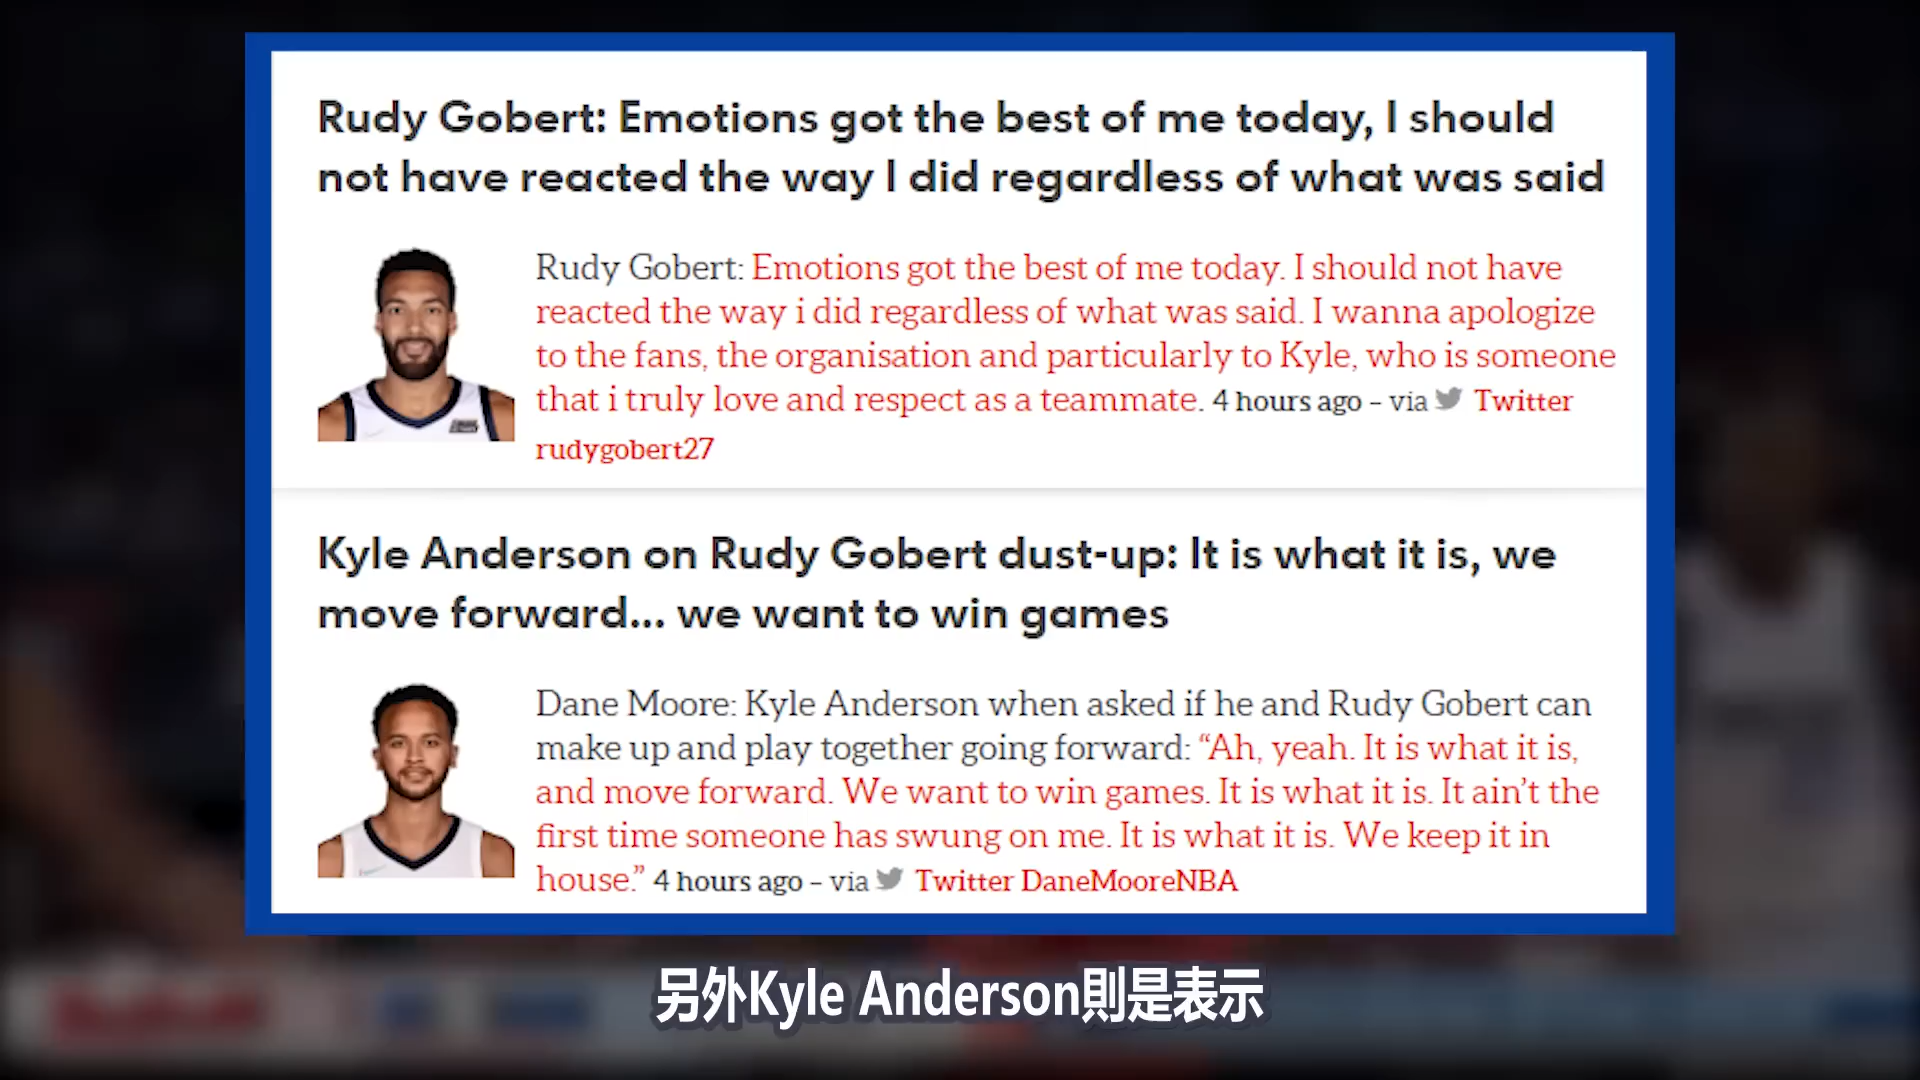 Rudy Gobert: Emotions got the best of me today, I should
not have reacted the way I did regardless of what was said
Rudy Gobert: Emotions got the best of me today. I should not have
reacted the way i did regardless of what was said. I wanna apologize
to the fans, the organisation and particularly to Kyle, who is someone
that i truly love and respect as a teammate. 4 hours ago – via Twitter
rudygobert27
Kyle Anderson on Rudy Gobert dust-up: It is what it is, we
move forward... we want to win games
Dane Moore: Kyle Anderson when asked if he and Rudy Gobert can
make up and play together going forward: “Ah, yeah. It is what it is,
and move forward. We want to win games. It is what it is. It ain’t the
first time someone has swung on me. It is what it is. We keep it in
house.” 4 hours ago – via Twitter DaneMooreNBA
另外Kyle Anderson則是表示